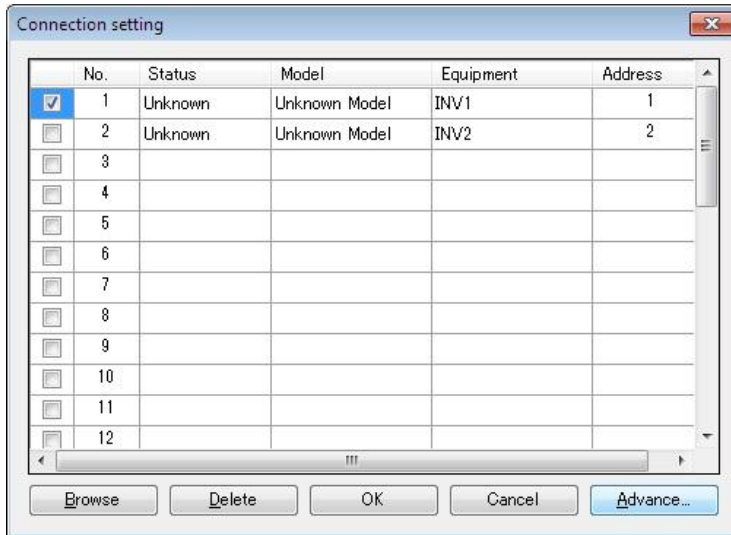 Connection setting
No. Status Model Equipment Address
1 Unknown Unknown Model INV1 1
2 Unknown Unknown Model INV2 2
3
4
5
6
7
8
9
10
11
12
Browse Delete OK Cancel Advance...